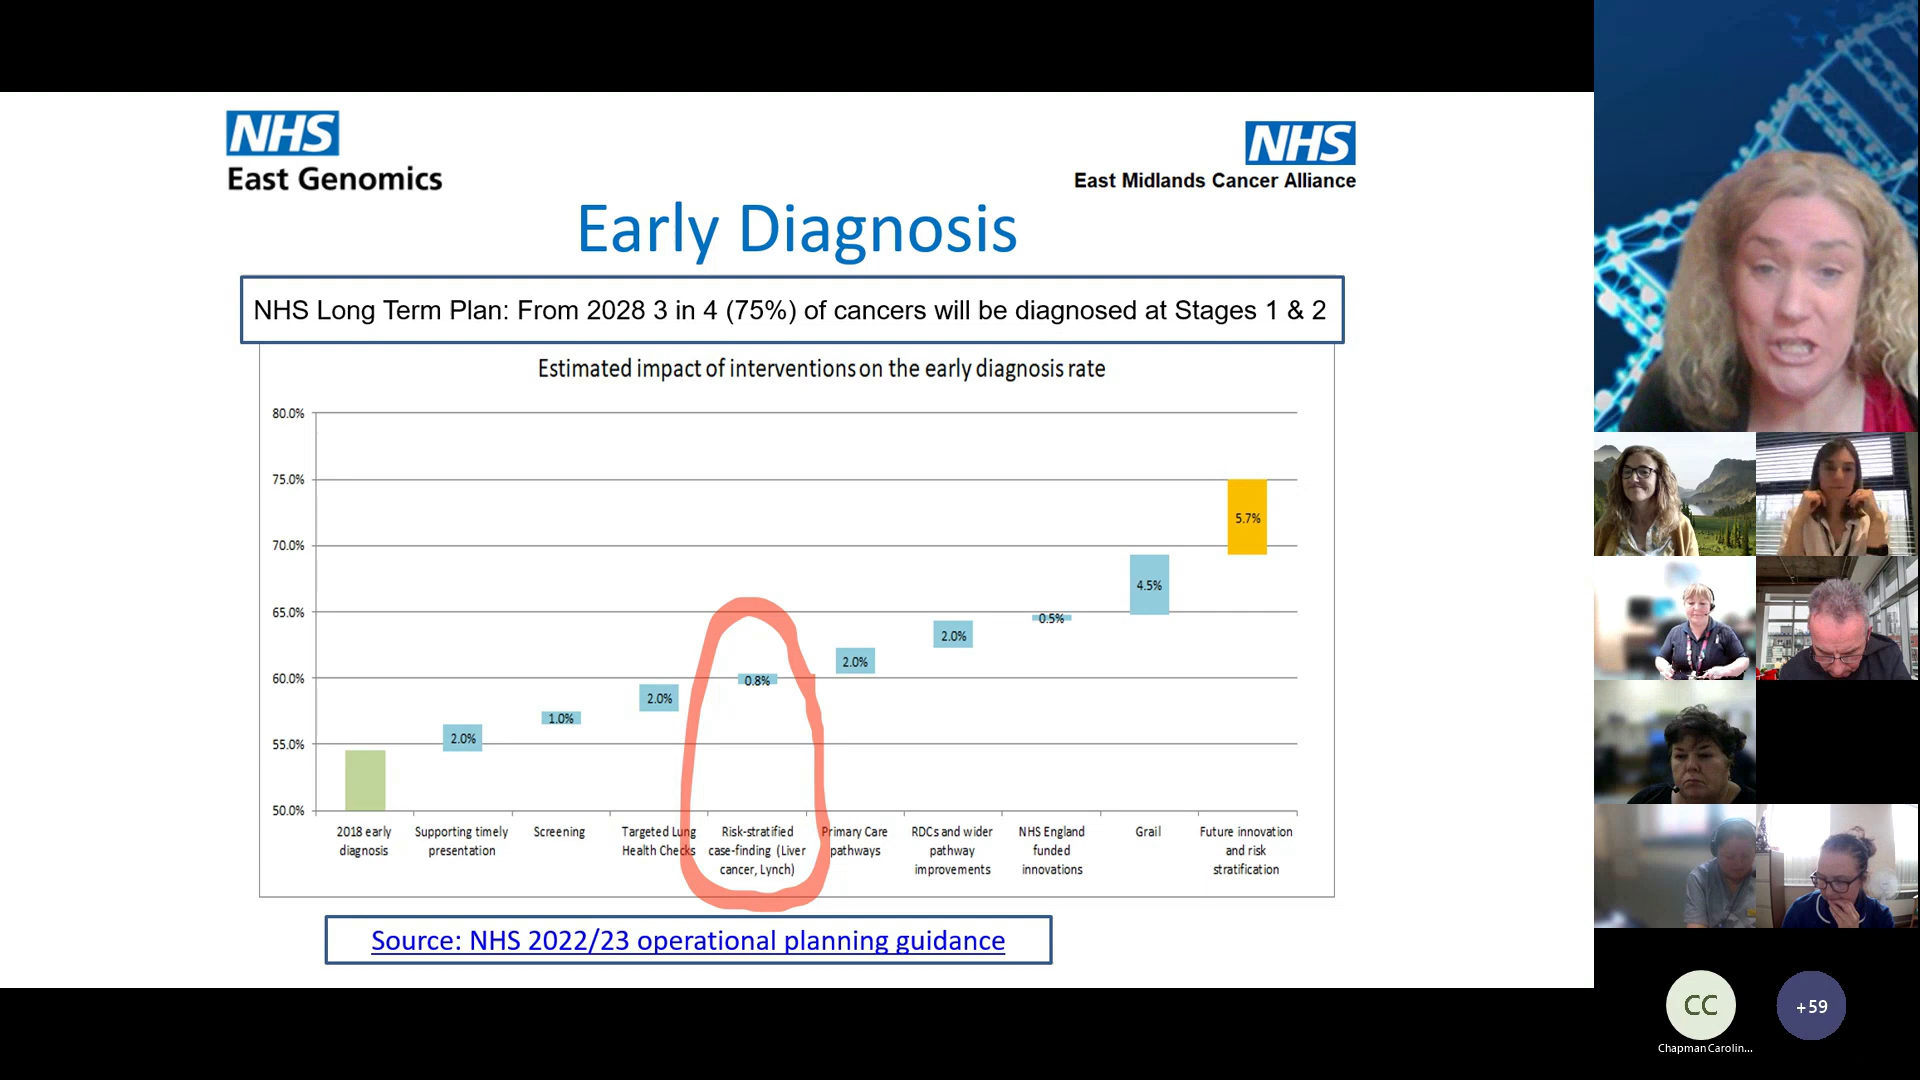 NHS
East Genomics
NHS
East Midlands Cancer Alliance
Early Diagnosis
NHS Long Term Plan: From 2028 3 in 4 (75%) of cancers will be diagnosed at Stages 1 & 2
Estimated impact of interventions on the early diagnosis rate
80.0%
75.0%
70.0%
65.0%
60.0%
55.0%
50.0%
2.0%
1.0%
2.0%
0.8%
2.0%
2.0%
0.5%
4.5%
5.7%
2018 early
diagnosis
Supporting timely
presentation
Screening
Targeted Lung
Health Checks
Risk-stratified
case-finding (Liver
cancer, Lynch)
Primary Care
pathways
RDCs and wider
pathway
improvements
NHS England
funded
innovations
Grail
Future innovation
and risk
stratification
Source: NHS 2022/23 operational planning guidance
CC
Chapman Carolin...
+59